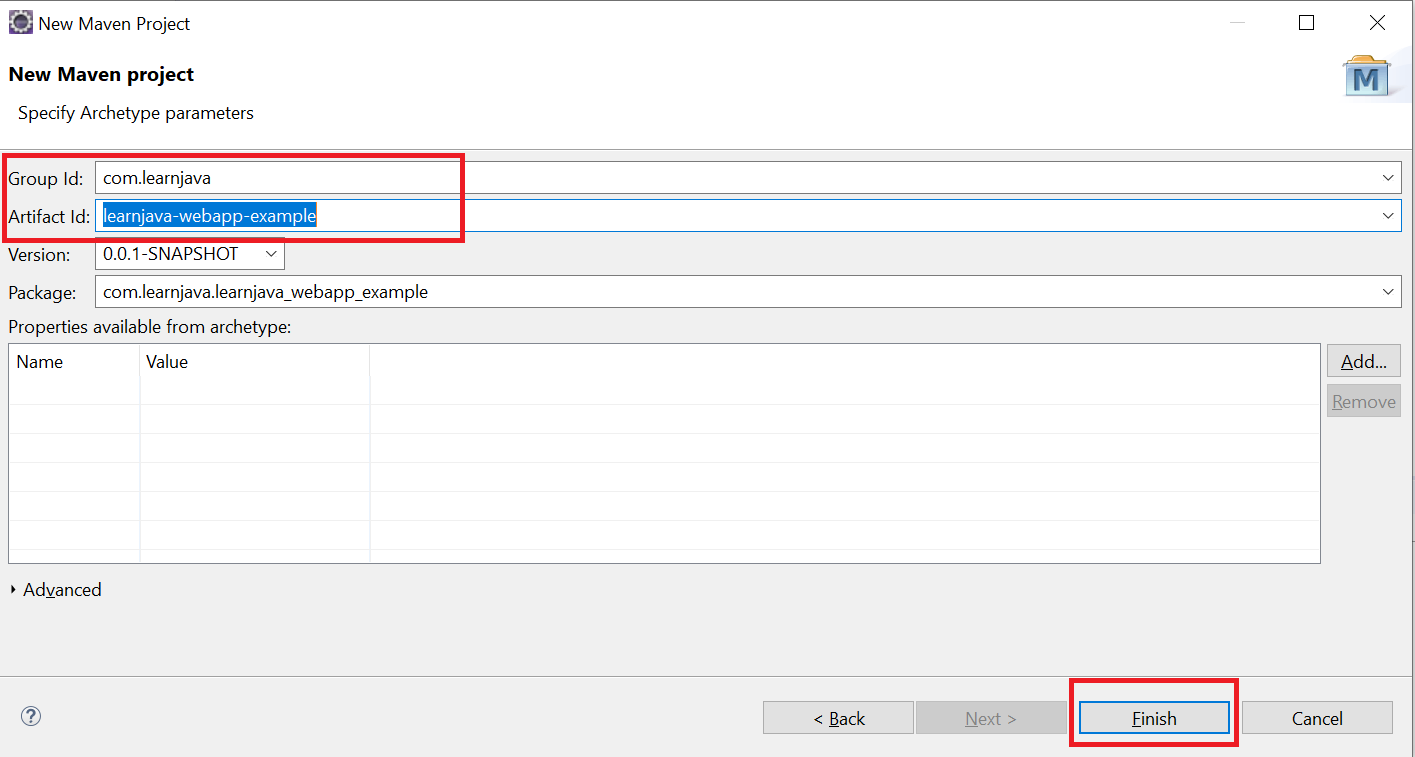 New Maven Project
New Maven project
Specify Archetype parameters
M
Group Id: com.learnjava
Artifact Id: learnjava-webapp-example
Version: 0.0.1-SNAPSHOT
Package: com.learnjava.learnjava_webapp_example
Properties available from archetype:
Name Value
Add...
Remove
Advanced
? < Back Next > Finish Cancel